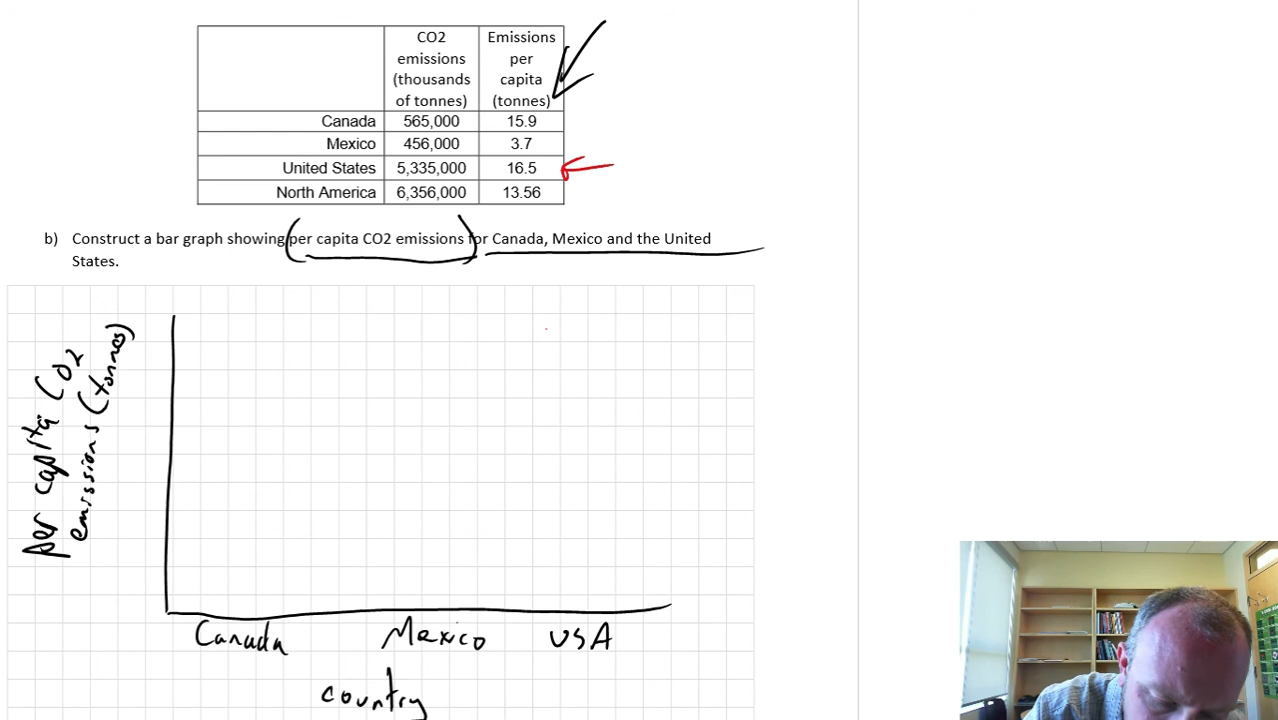 CO2 emissions (thousands of tonnes) Emissions per capita (tonnes)
Canada 565,000 15.9
Mexico 456,000 3.7
United States 5,335,000 16.5
North America 6,356,000 13.56
b) Construct a bar graph showing per capita CO2 emissions for Canada, Mexico and the United
States.
per capita CO2
emissions (tonnes)
Canada Mexico USA
country